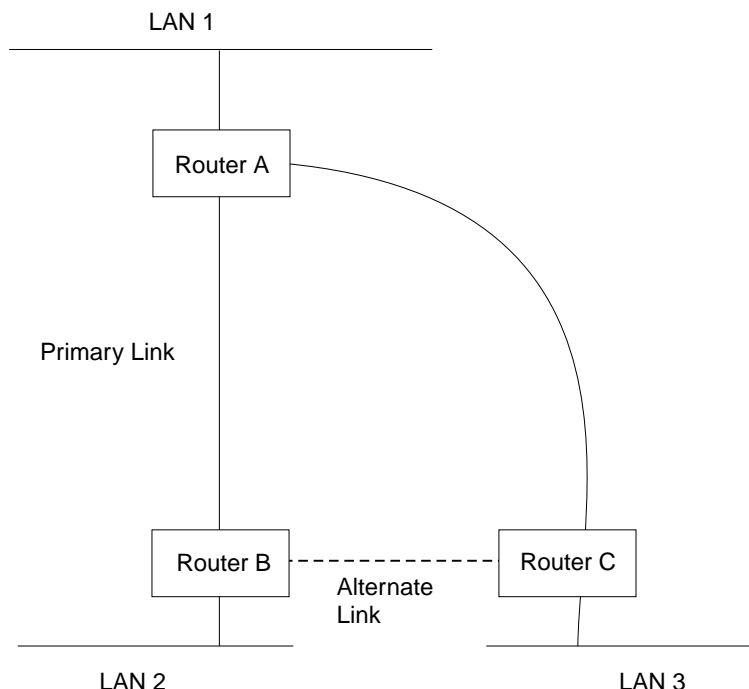 LAN 1
Router A
Primary Link
Router B
Router C
Alternate
Link
LAN 2
LAN 3